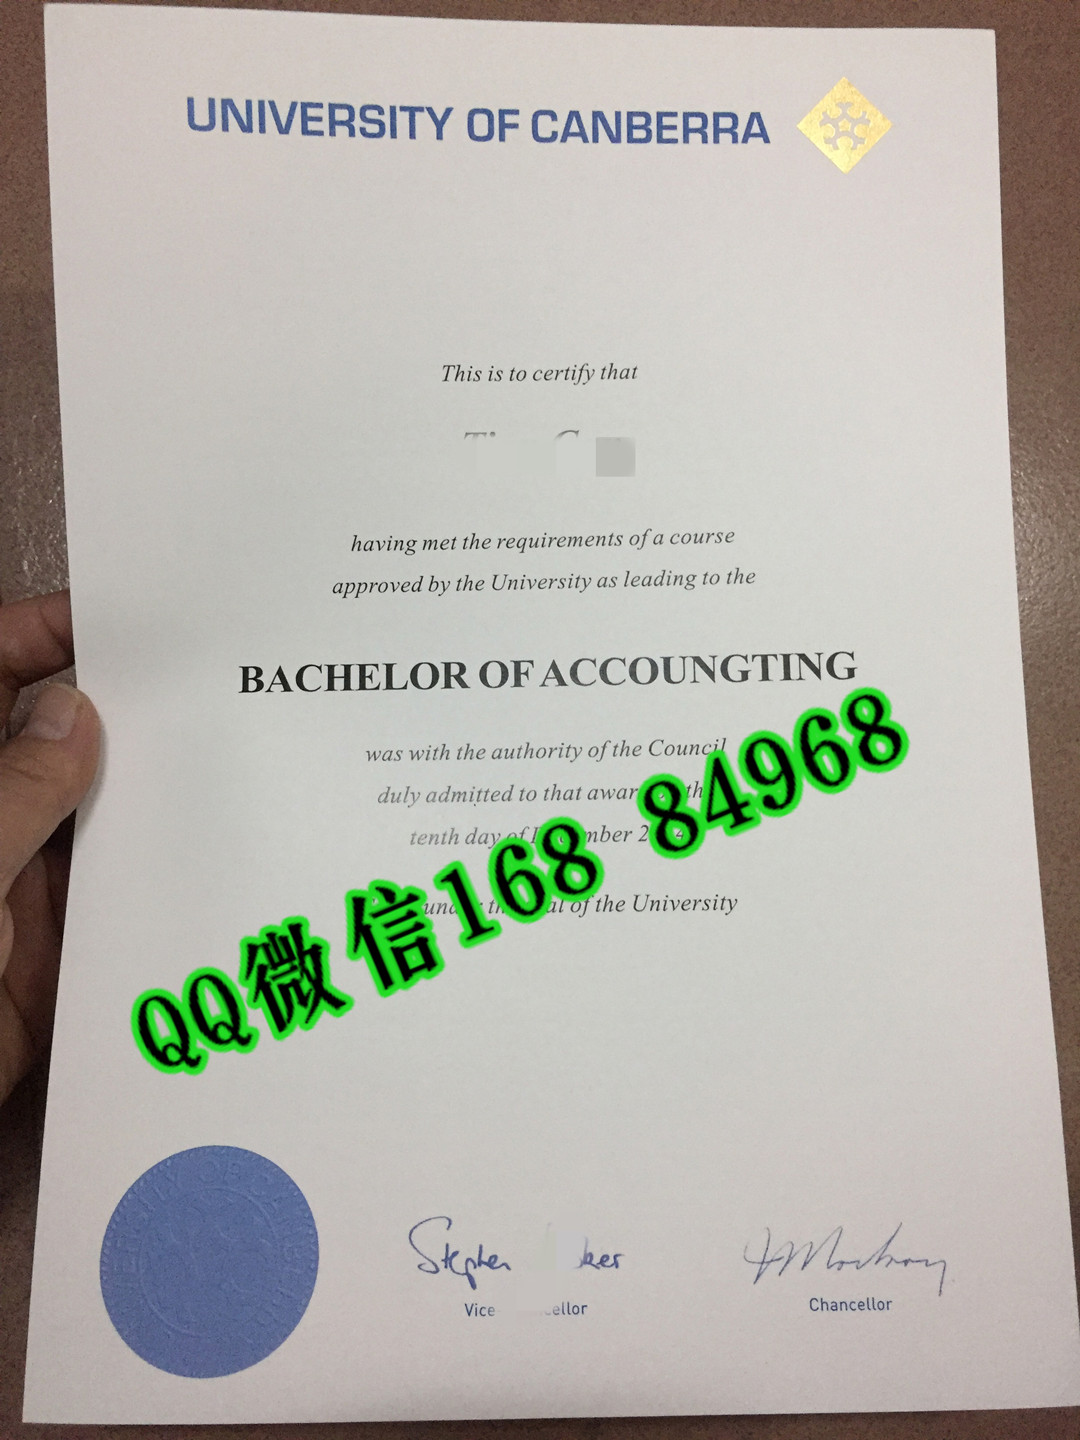 UNIVERSITY OF CANBERRA
This is to certify that
having met the requirements of a course
approved by the University as leading to the
BACHELOR OF ACCOUNGTING
was with the authority of the Council
duly admitted to that
tenth day of
of the University
QQ微信168 84968
Stephen
Vice
Chancellor